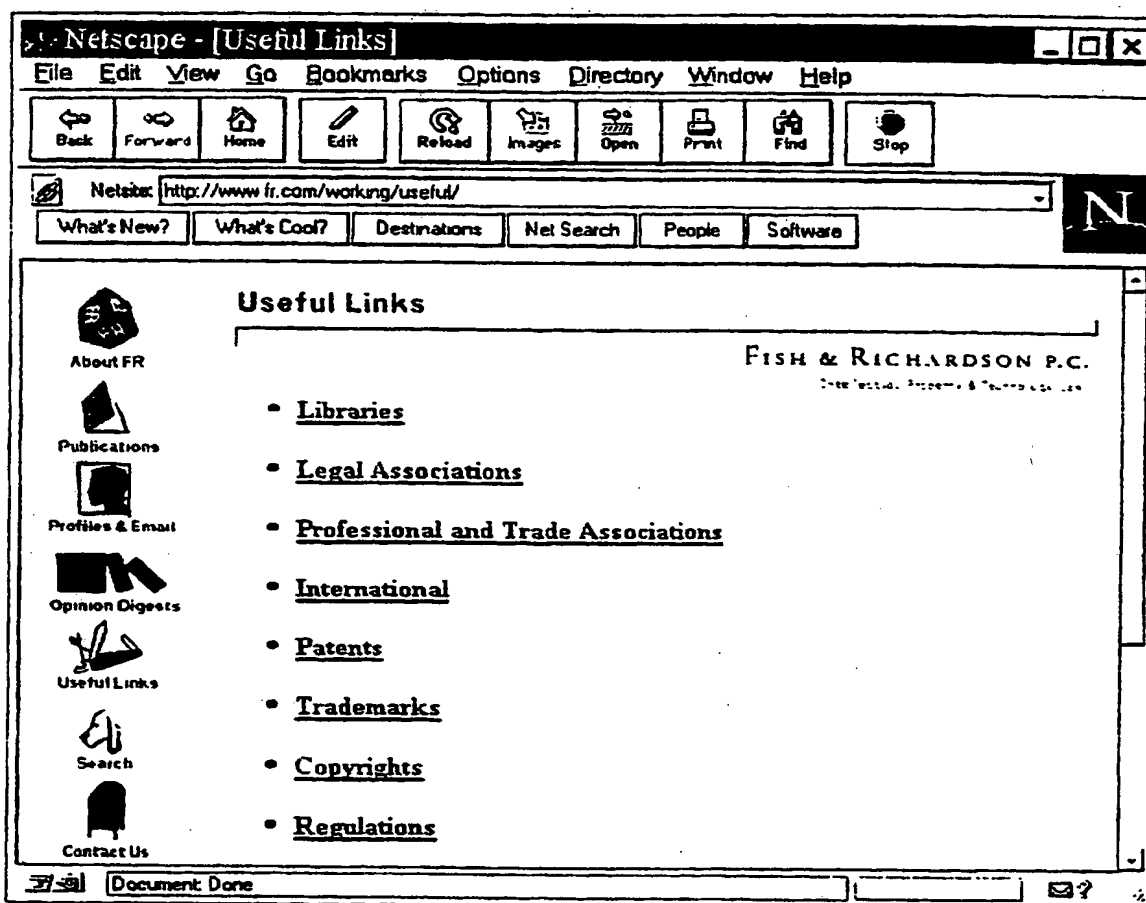 Netscape - [Useful Links]
File Edit View Go Bookmarks Options Directory Window Help
Back Forward Home Edit Reload Images Open Print Find Stop
Netsite: http://www.fr.com/working/useful/
N
What's New? What's Cool? Destinations Net Search People Software
Useful Links
About FR
FISH & RICHARDSON P.C.
Libraries
Publications
Legal Associations
Profiles & Email
Professional and Trade Associations
International
Opinion Digests
Patents
Useful Links
Trademarks
Search
Copyrights
Regulations
Contact Us
Document: Done
?